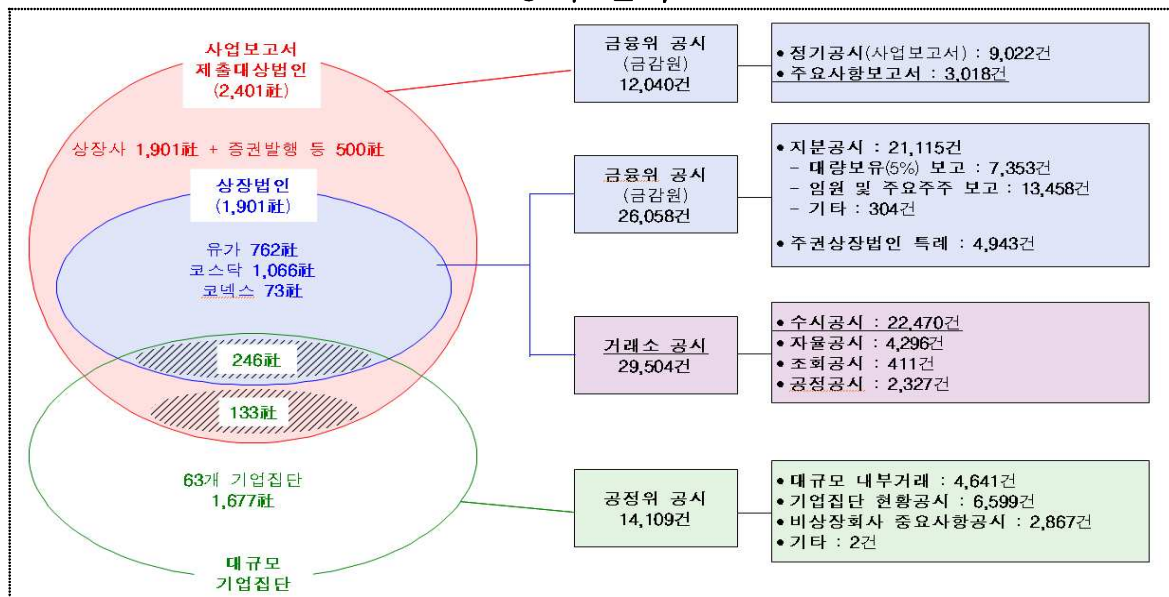 사업보고서
제출대상법인
(2,401社)
상장사 1,901社 + 증권발행 등 500社
상장법인
(1,901社)
유가 762社
코스닥 1,066社
코넥스 73社
246社
133社
63개 기업집단
1,677社
대규모
기업집단
금융위 공시
(금감원)
12,040건
• 정기공시(사업보고서) : 9,022건
• 주요사항보고서 : 3,018건
금융위 공시
(금감원)
26,058건
• 지분공시 : 21,115건
- 대량보유(5%) 보고 : 7,353건
- 임원 및 주요주주 보고 : 13,458건
- 기타 : 304건
• 주권상장법인 특례 : 4,943건
거래소 공시
29,504건
• 수시공시 : 22,470건
• 자율공시 : 4,296건
• 조회공시 : 411건
• 공정공시 : 2,327건
공정위 공시
14,109건
• 대규모 내부거래 : 4,641건
• 기업집단 현황공시 : 6,599건
• 비상장회사 중요사항공시 : 2,867건
• 기타 : 2건